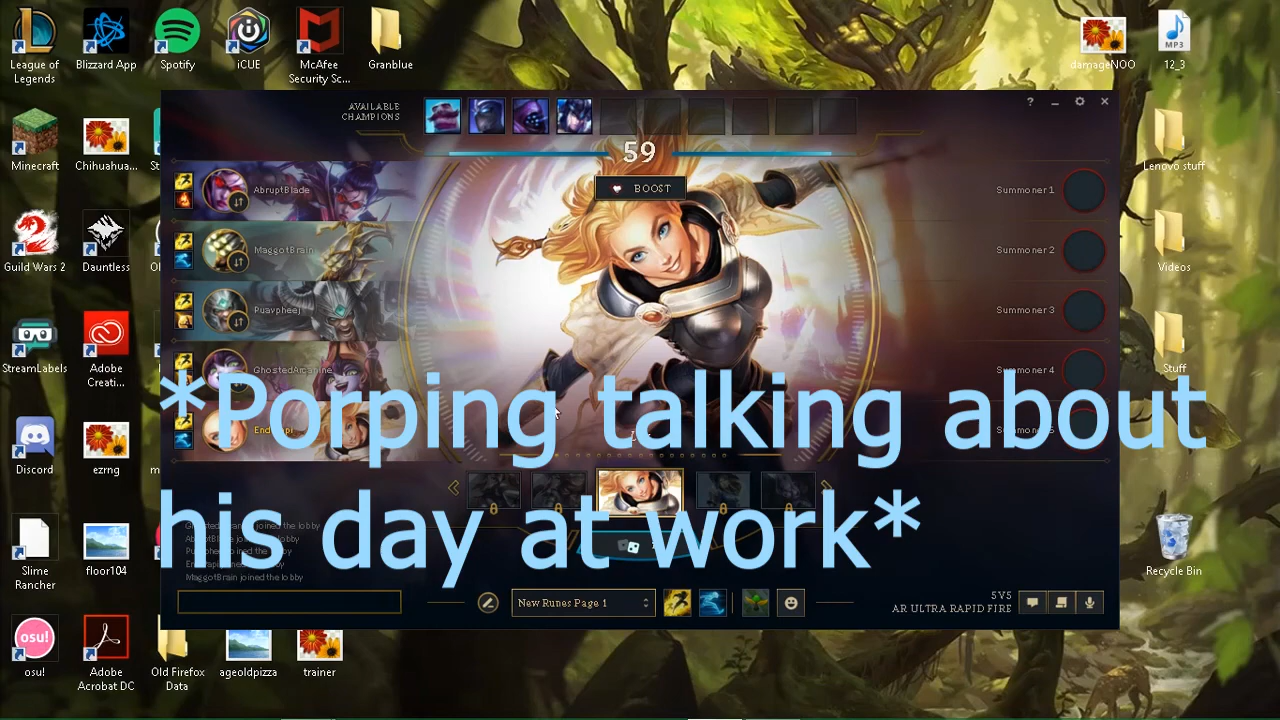 League of Legends
Blizzard App
Spotify
iCUE
McAfee Security Sc...
Granblue
damageNOO
MP3
12_3
AVAILABLE CHAMPIONS
59
BOOST
Minecraft
Chihuahua...
Lenovo stuff
AbruptBlade
Summoner 1
MaggotBrain
Summoner 2
Guild Wars 2
Dauntless
Videos
Puavpheej
Summoner 3
StreamLabels
Adobe Creati...
GhostedArcanine
Summoner 4
Stuff
*Porping talking about
his day at work*
Discord
ezrng
MaggotBrain joined the lobby
Slime Rancher
floor104
Recycle Bin
New Runes Page 1
5V5
AR ULTRA RAPID FIRE
osu!
osu!
Adobe Acrobat DC
Old Firefox Data
ageoldpizza
trainer